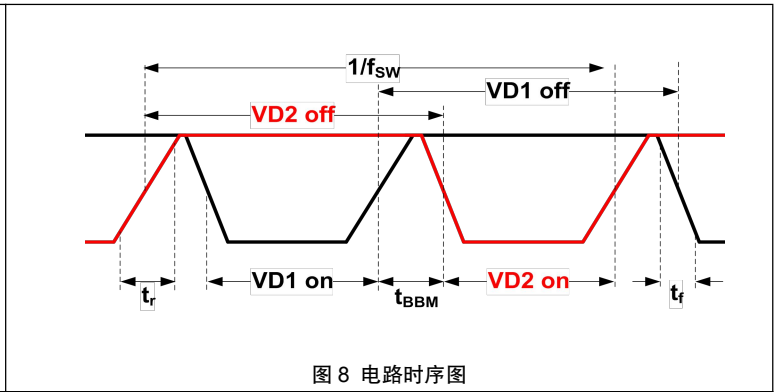 1/fSW
VD1 off
VD2 off
VD1 on
VD2 on
tr
tBBM
tf
图 8 电路时序图